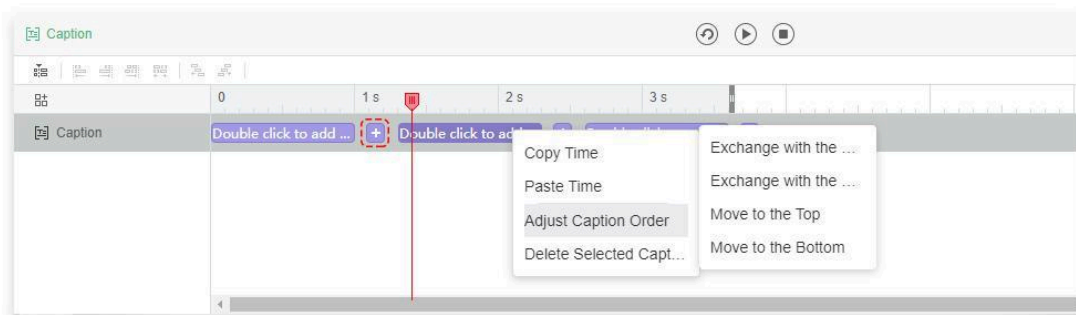 Caption
0 1 s 2 s 3 s
Caption
Double click to add ...
+
Double click to
Copy Time
Paste Time
Adjust Caption Order
Delete Selected Capt...
Exchange with the ...
Exchange with the ...
Move to the Top
Move to the Bottom